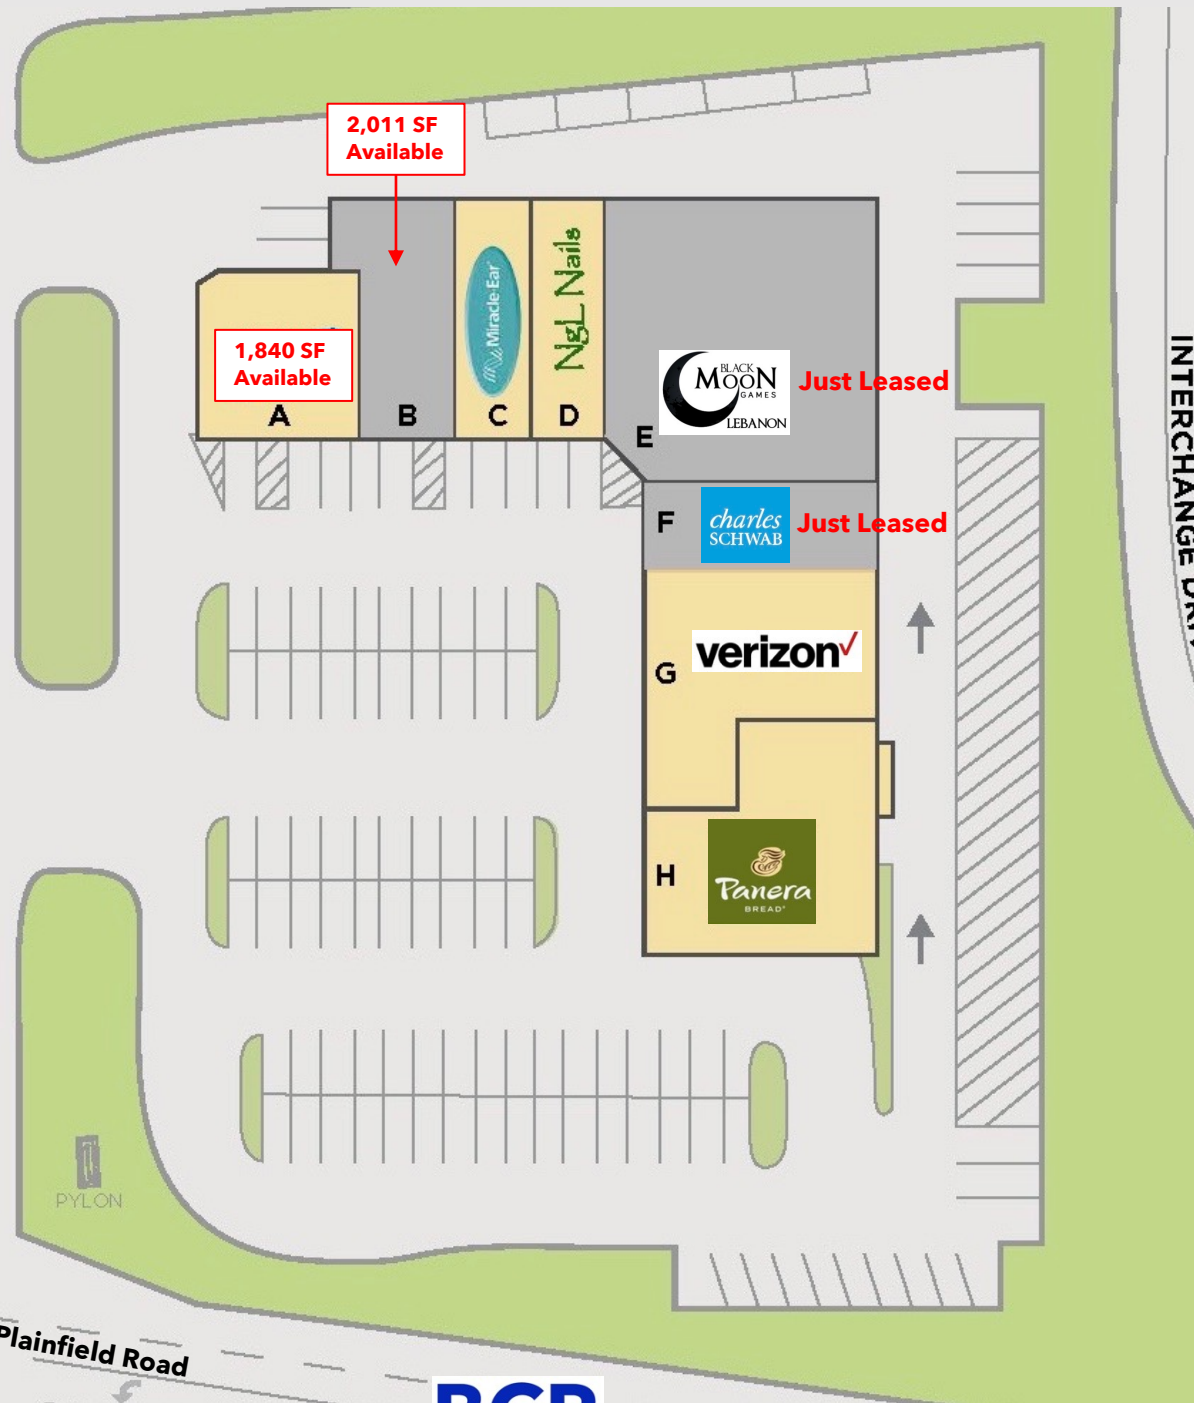 2,011 SF
Available
1,840 SF
Available
A
B
Miracle-Ear
C
NgL Nails
D
BLACK
MOON
GAMES
LEBANON
Just Leased
E
F
charles
SCHWAB
Just Leased
verizon
G
H
Panera
BREAD
INTERCHANGE
PYLON
Plainfield Road